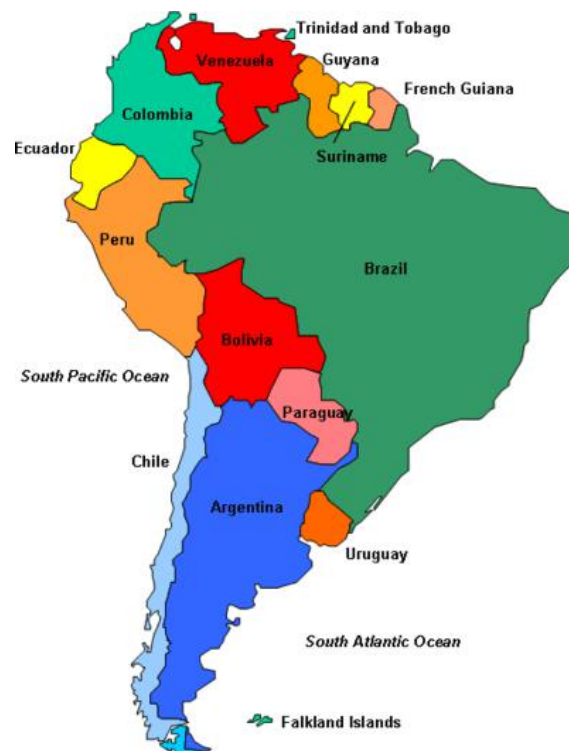 Trinidad and Tobago
Venezuela
Guyana
French Guiana
Colombia
Ecuador
Suriname
Peru
Brazil
Bolivia
South Pacific Ocean
Paraguay
Chile
Argentina
Uruguay
South Atlantic Ocean
Falkland Islands